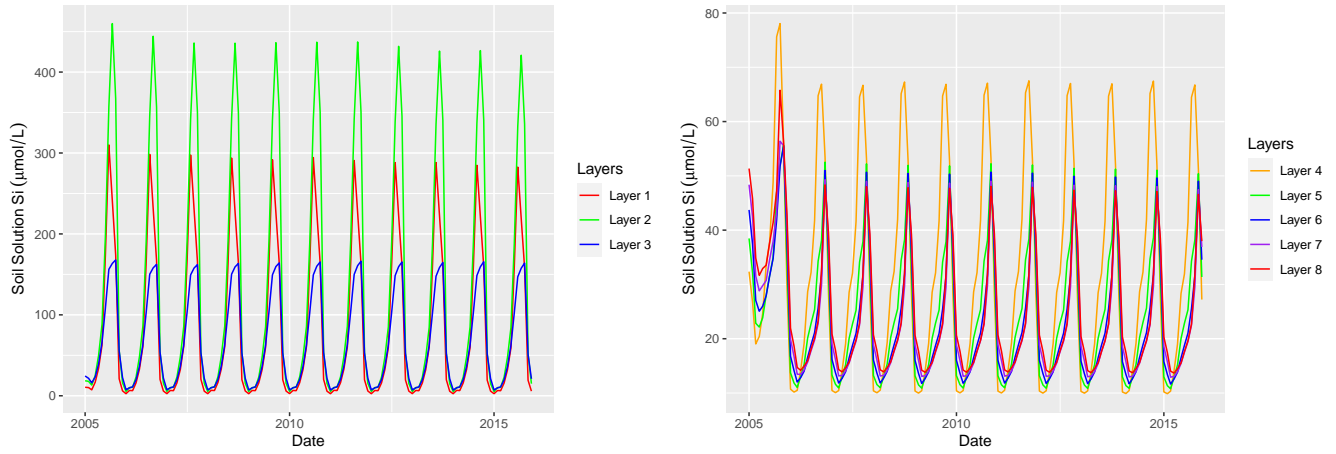 Soil Solution Si (μmol/L)
400
300
200
100
0
2005
2010
2015
Date
Layers
Layer 1
Layer 2
Layer 3
Soil Solution Si (μmol/L)
80
60
40
20
2005
2010
2015
Date
Layers
Layer 4
Layer 5
Layer 6
Layer 7
Layer 8